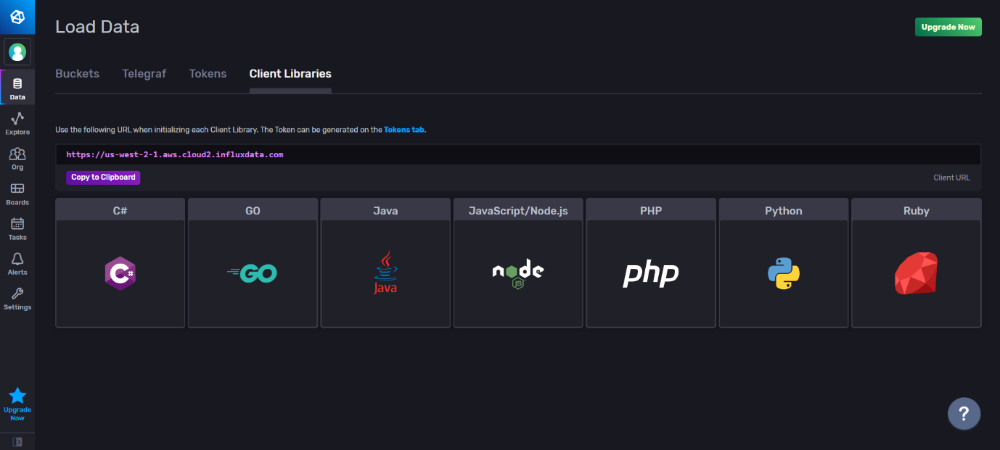 Load Data
Upgrade Now
Buckets Telegraf Tokens Client Libraries
Data
Explore
Org
Boards
Tasks
Alerts
Settings
Upgrade
Now
Use the following URL when initializing each Client Library. The Token can be generated on the Tokens tab.
https://us-west-2-1.aws.cloud2.influxdata.com
Copy to Clipboard Client URL
C# GO Java JavaScript/Node.js PHP Python Ruby
C# GO Java node JS php
?